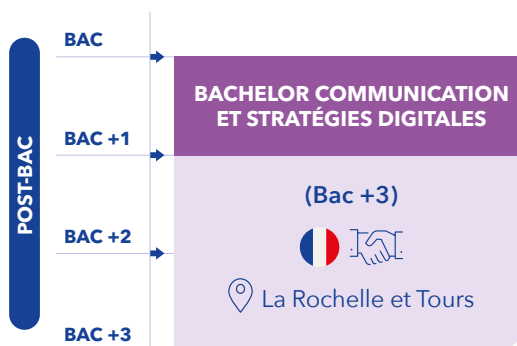 POST-BAC
BAC
BAC +1
BAC +2
BAC +3
BACHELOR COMMUNICATION
ET STRATÉGIES DIGITALES
(Bac +3)
La Rochelle et Tours